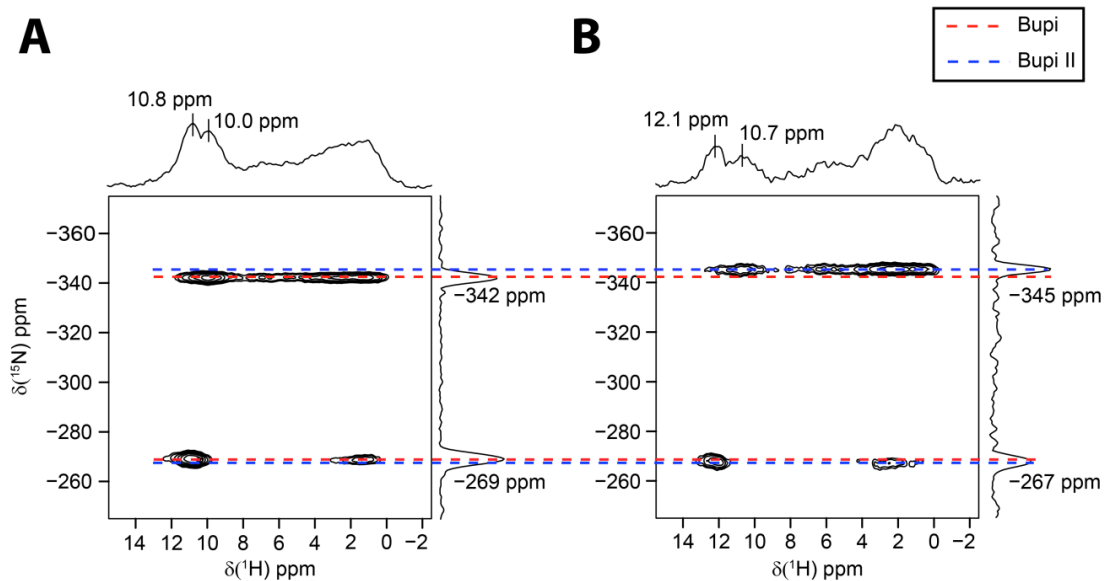 A
B
Bupi
Bupi II
10.8 ppm
10.0 ppm
12.1 ppm
10.7 ppm
−360
−340
−320
−300
−280
−260
δ(¹⁵N) ppm
−342 ppm
−269 ppm
14 12 10 8 6 4 2 0 −2
δ(¹H) ppm
−360
−340
−320
−300
−280
−260
−345 ppm
−267 ppm
14 12 10 8 6 4 2 0 −2
δ(¹H) ppm